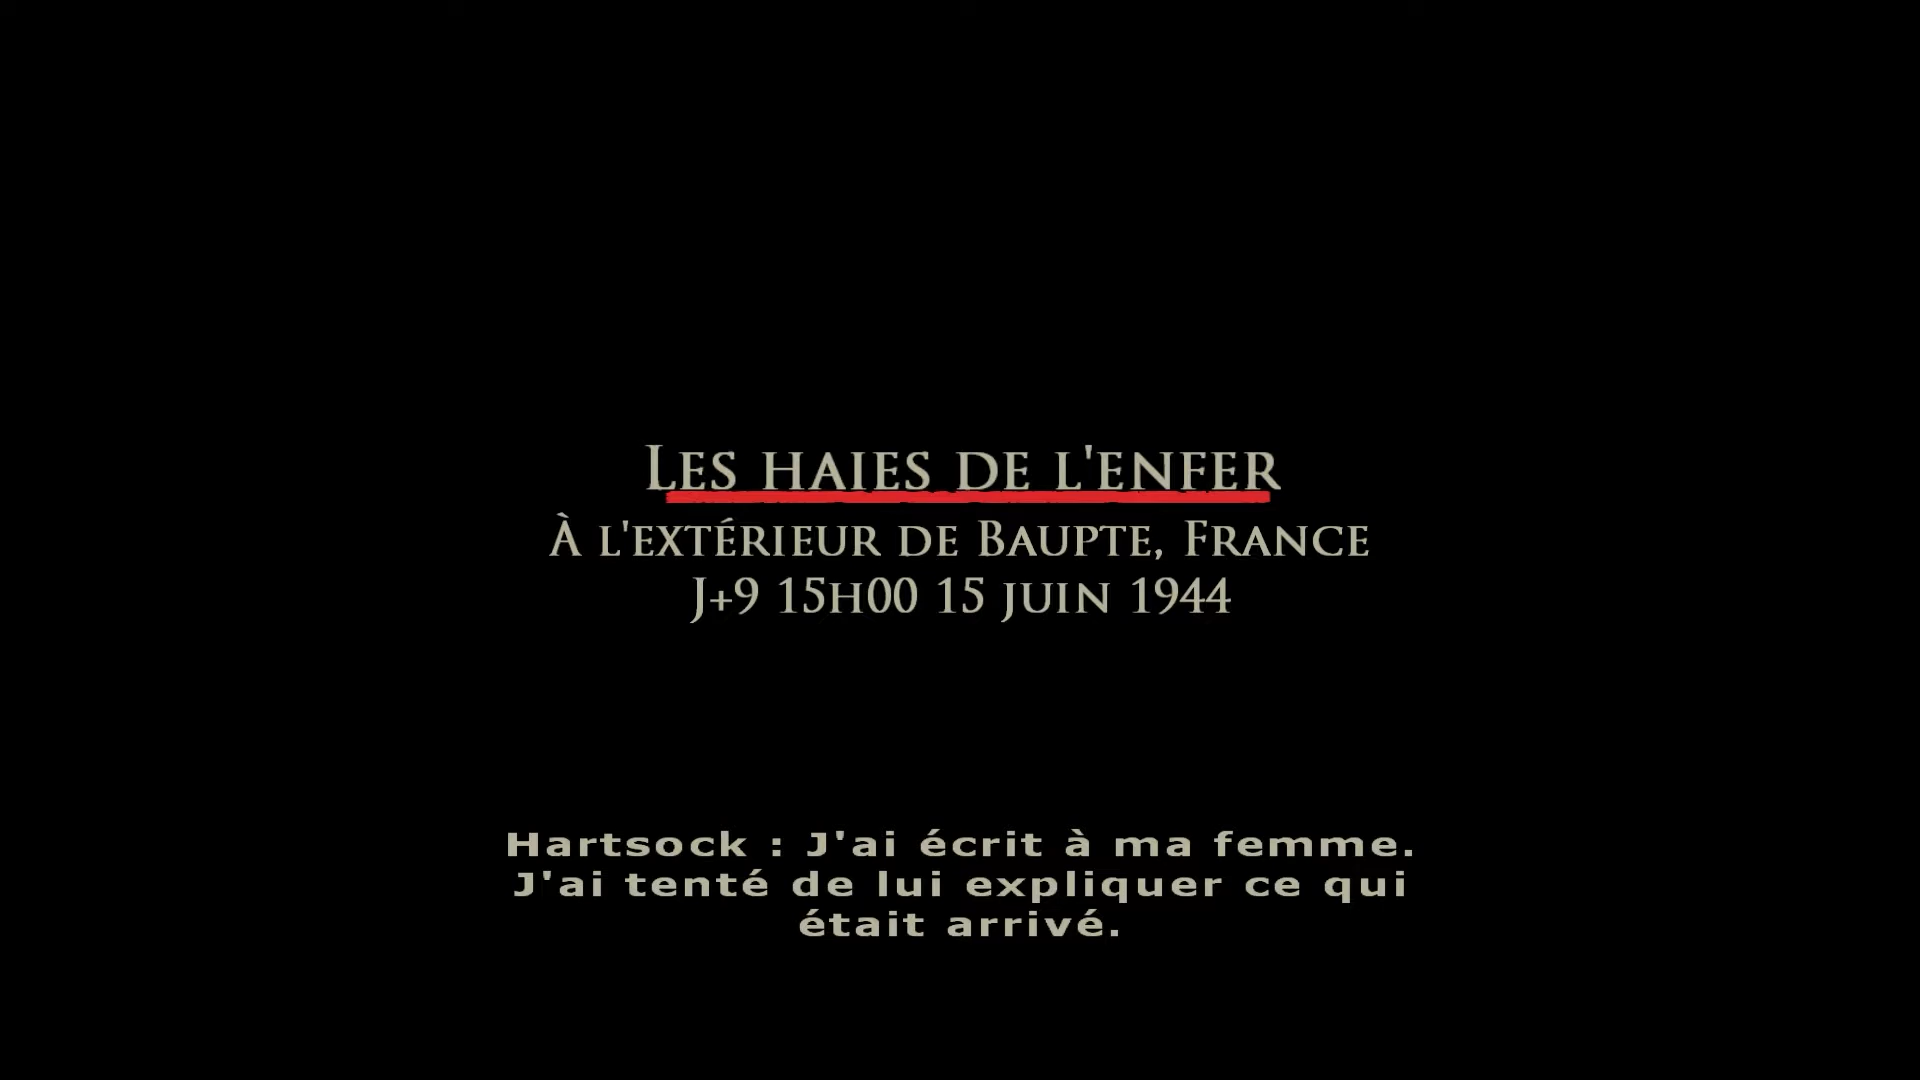 Les haies de l'enfer
À l'extérieur de Baupte, France
J+9 15h00 15 juin 1944
Hartsock : J'ai écrit à ma femme.
J'ai tenté de lui expliquer ce qui
était arrivé.